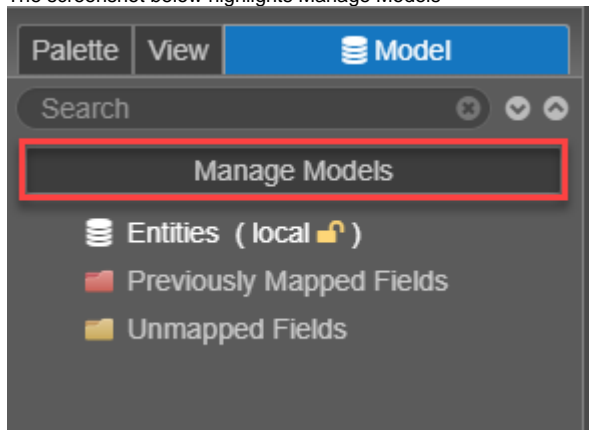 The screenshot below highlights Manage Models
Palette View Model
Search
Manage Models
Entities ( local )
Previously Mapped Fields
Unmapped Fields